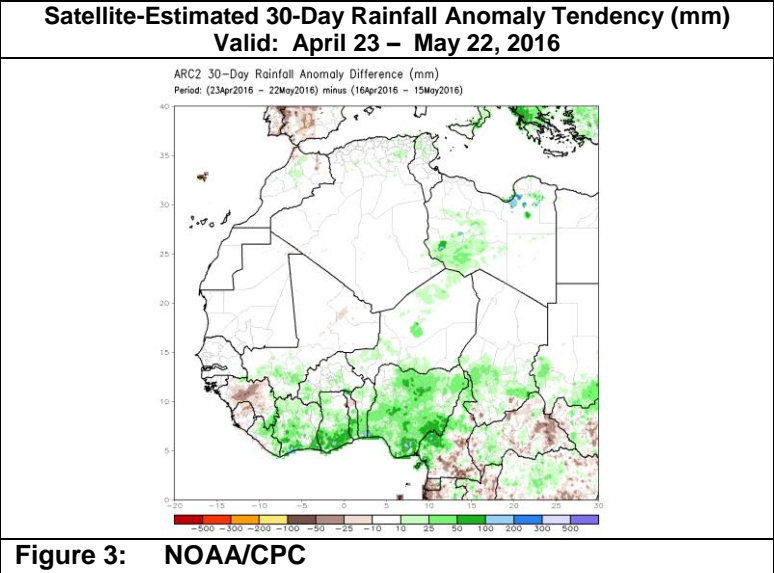 Satellite-Estimated 30-Day Rainfall Anomaly Tendency (mm)
Valid: April 23 – May 22, 2016
ARC2 30-Day Rainfall Anomaly Difference (mm)
Period: (23Apr2016 - 22May2016) minus (16Apr2016 - 15May2016)
40
35
30
25
20
15
10
5
0
-20 -15 -10 -5 0 5 10 15 20 25 30
-500 -300 -200 -100 -50 -25 -10 10 25 50 100 200 300 500
Figure 3: NOAA/CPC